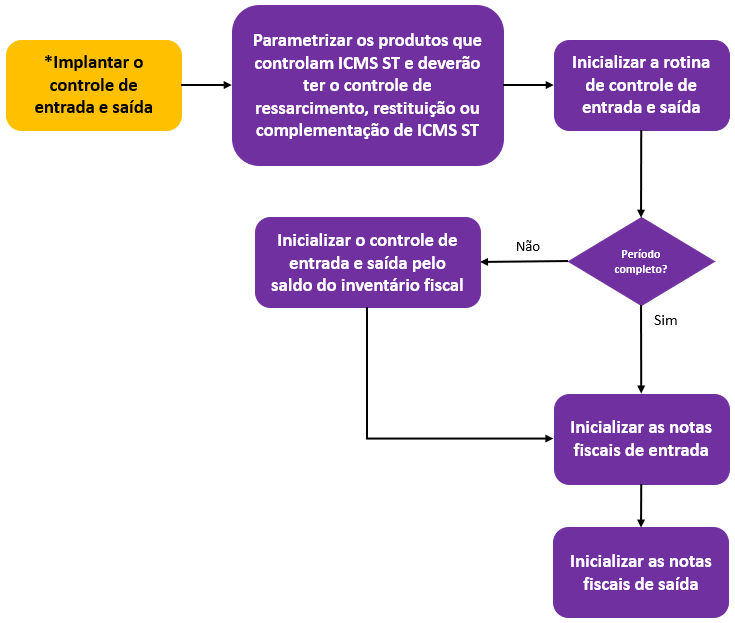 *Implantar o
controle de
entrada e saída
Parametrizar os produtos que
controlam ICMS ST e deverão
ter o controle de
ressarcimento, restituição ou
complementação de ICMS ST
Inicializar a rotina
de controle de
entrada e saída
Período
completo?
Não
Sim
Inicializar o controle de
entrada e saída pelo
saldo do inventário fiscal
Inicializar as notas
fiscais de entrada
Inicializar as notas
fiscais de saída